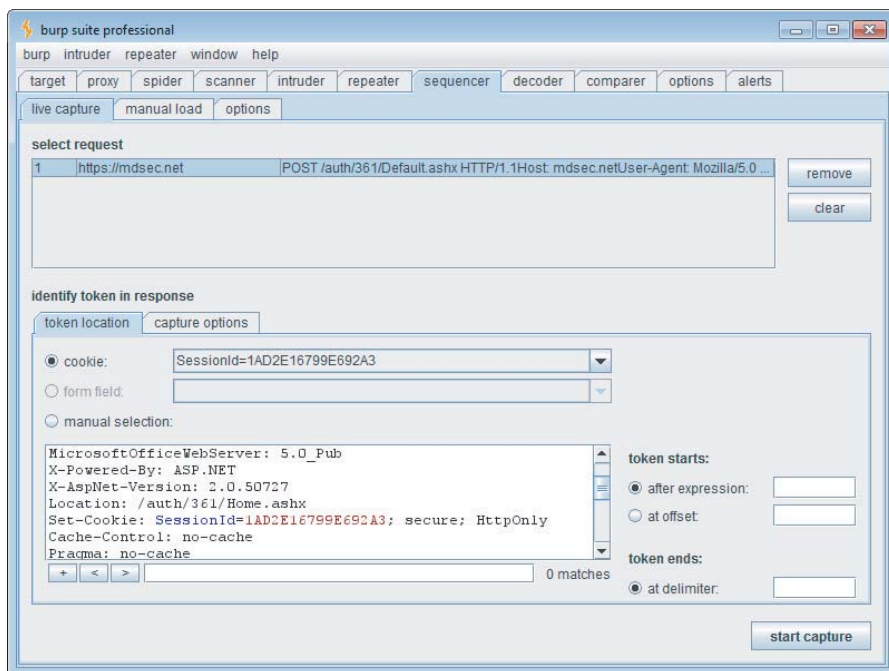 burp suite professional
burp intruder repeater window help
target proxy spider scanner intruder repeater sequencer decoder comparer options alerts
live capture manual load options
select request
1 https://mdsec.net POST /auth/361/Default.ashx HTTP/1.1Host: mdsec.netUser-Agent: Mozilla/5.0 ...
remove
clear
identify token in response
token location capture options
cookie: SessionId=1AD2E16799E692A3
form field:
manual selection:
MicrosoftOfficeWebServer: 5.0_Pub
X-Powered-By: ASP.NET
X-AspNet-Version: 2.0.50727
Location: /auth/361/Home.ashx
Set-Cookie: SessionId=1AD2E16799E692A3; secure; HttpOnly
Cache-Control: no-cache
Pragma: no-cache
+ < > 0 matches
token starts:
after expression:
at offset:
token ends:
at delimiter:
start capture